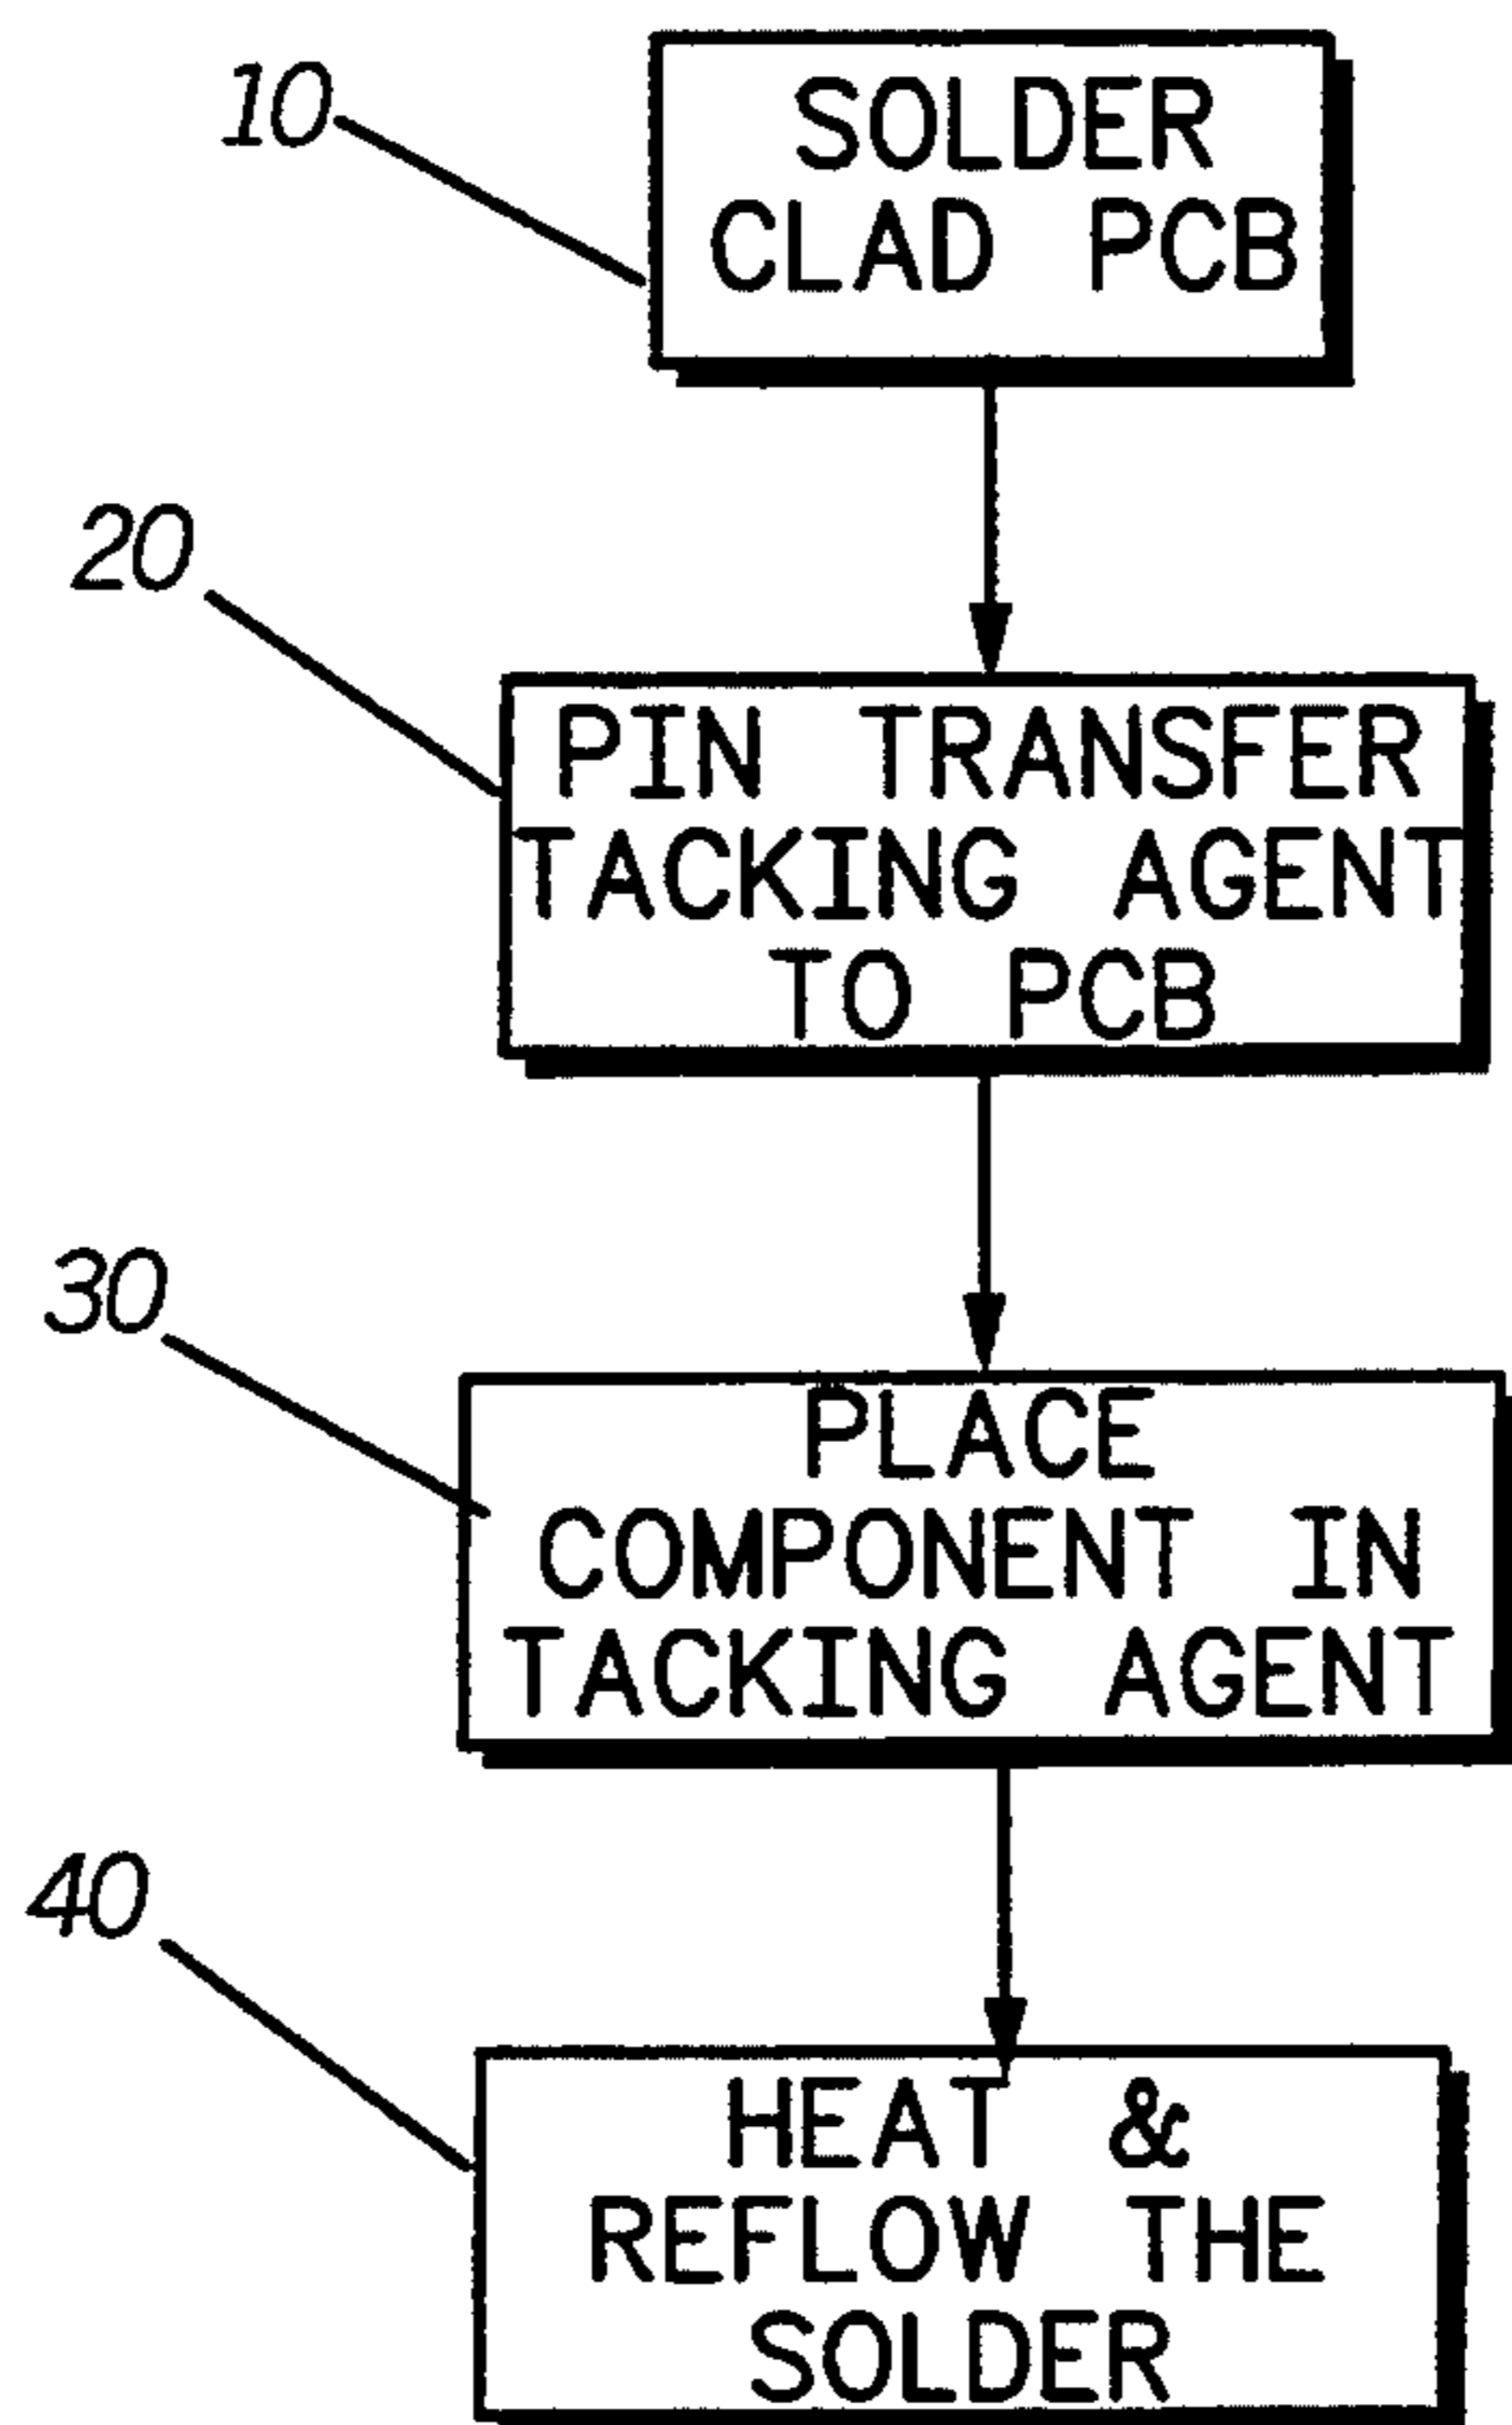 10
SOLDER
CLAD PCB
20
PIN TRANSFER
TACKING AGENT
TO PCB
30
PLACE
COMPONENT IN
TACKING AGENT
40
HEAT &
REFLOW THE
SOLDER